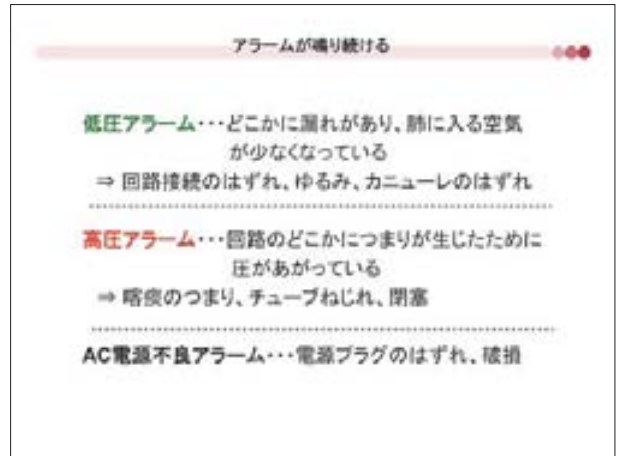 アラームが鳴り続ける
低圧アラーム・・・どこかに漏れがあり、肺に入る空気
が少なくなっている
⇒ 回路接続のはずれ、ゆるみ、カニューレのはずれ
高圧アラーム・・・回路のどこかにつまりが生じたために
圧があがっている
⇒ 喀痰のつまり、チューブねじれ、閉塞
AC電源不良アラーム・・・電源プラグのはずれ、破損